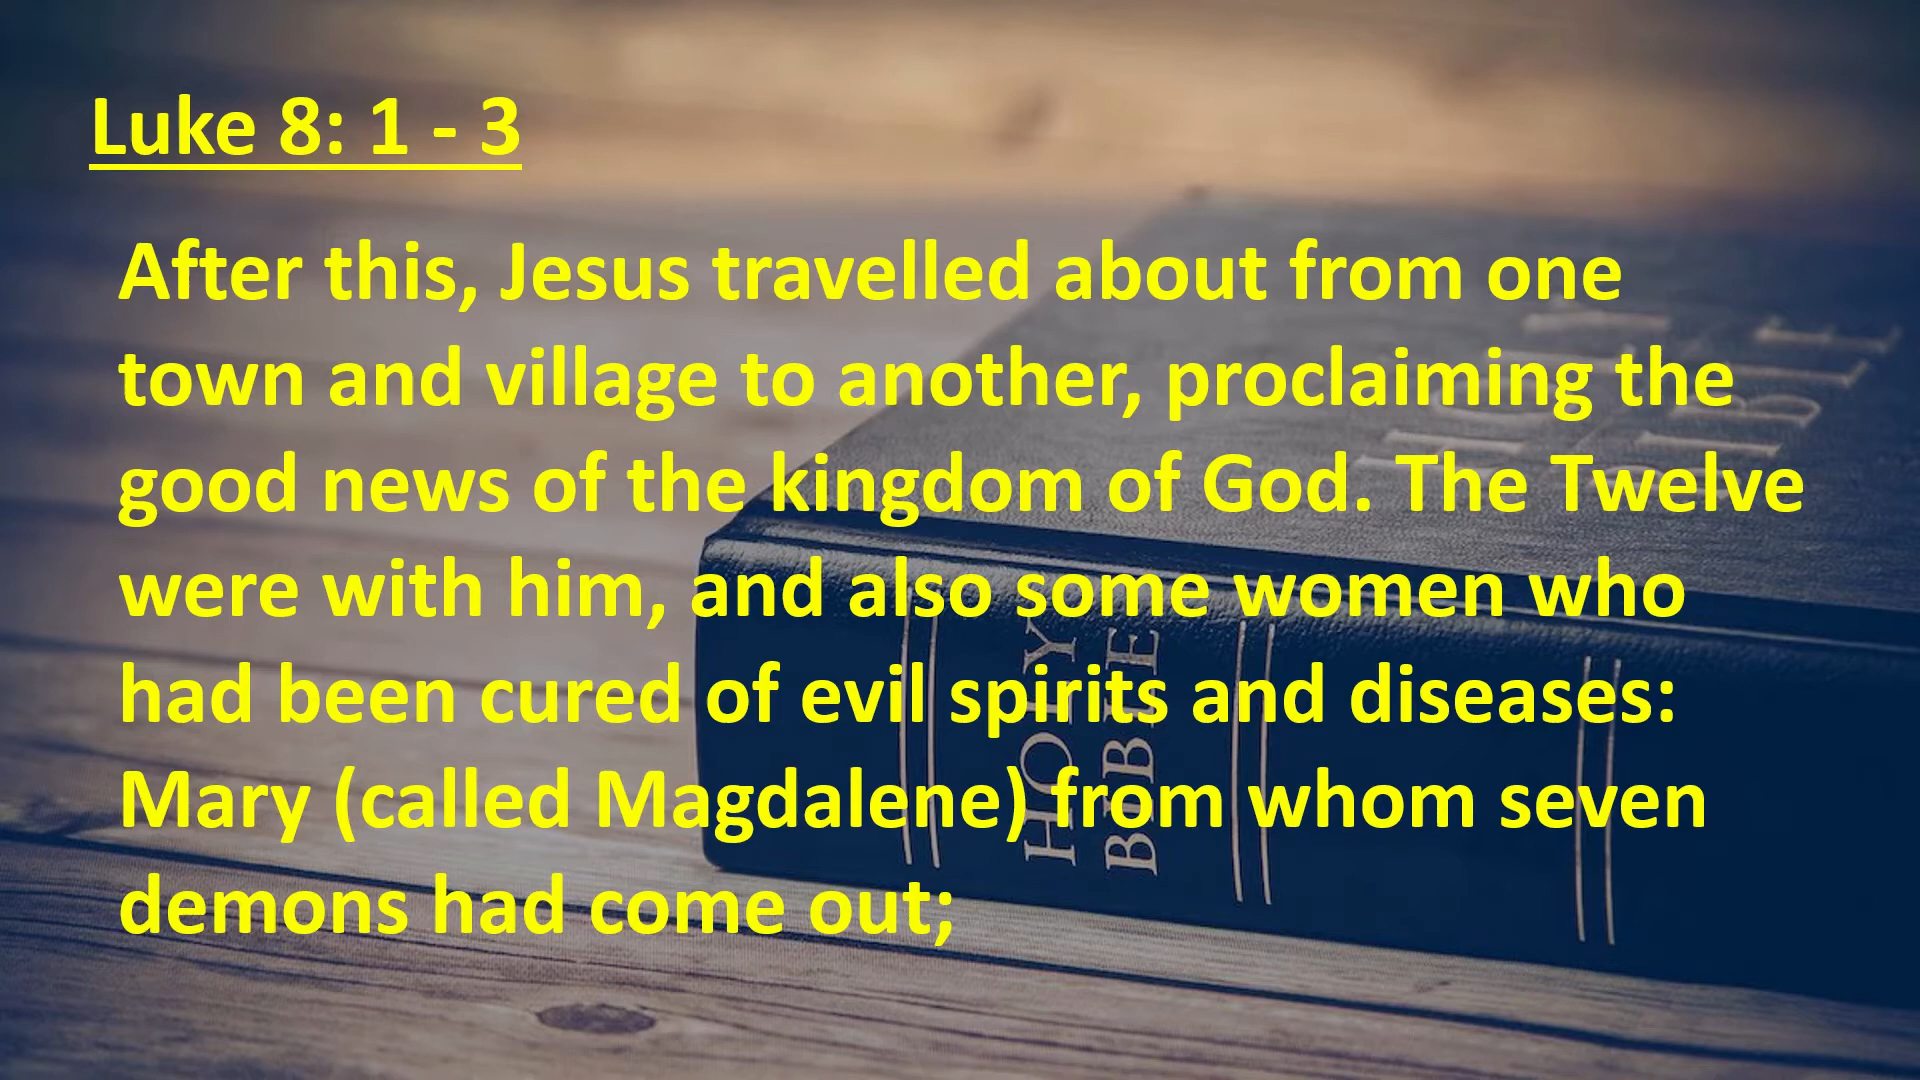 Luke 8: 1 - 3
After this, Jesus travelled about from one
town and village to another, proclaiming the
good news of the kingdom of God. The Twelve
were with him, and also some women who
had been cured of evil spirits and diseases:
Mary (called Magdalene) from whom seven
demons had come out;
HOLY
BIBLE
HOLY
BIBLE